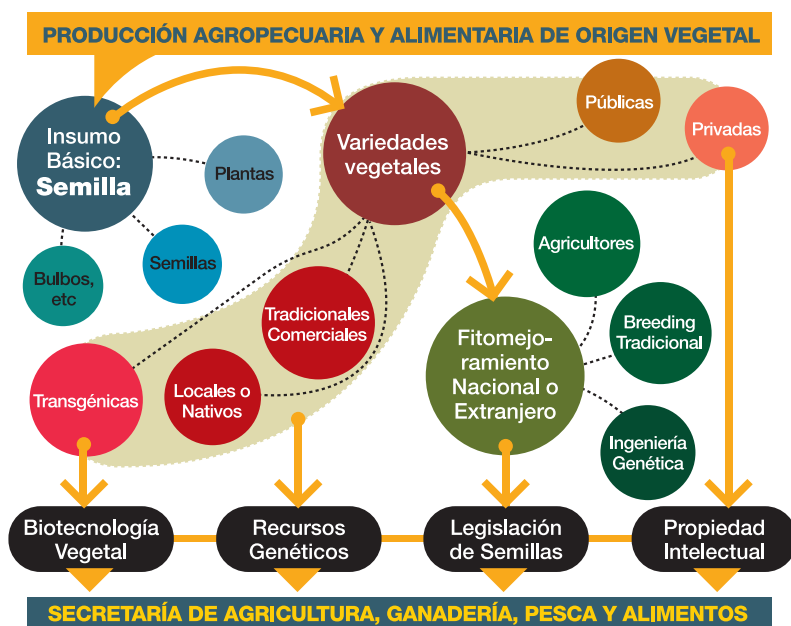 PRODUCCIÓN AGROPECUARIA Y ALIMENTARIA DE ORIGEN VEGETAL
Insumo
Básico:
Semilla
Plantas
Semillas
Bulbos,
etc
Variedades
vegetales
Públicas
Privadas
Transgénicas
Locales o
Nativos
Tradicionales
Comerciales
Fitomejo-
ramiento
Nacional o
Extranjero
Agricultores
Breeding
Tradicional
Ingeniería
Genética
Biotecnología
Vegetal
Recursos
Genéticos
Legislación
de Semillas
Propiedad
Intelectual
SECRETARÍA DE AGRICULTURA, GANADERÍA, PESCA Y ALIMENTOS